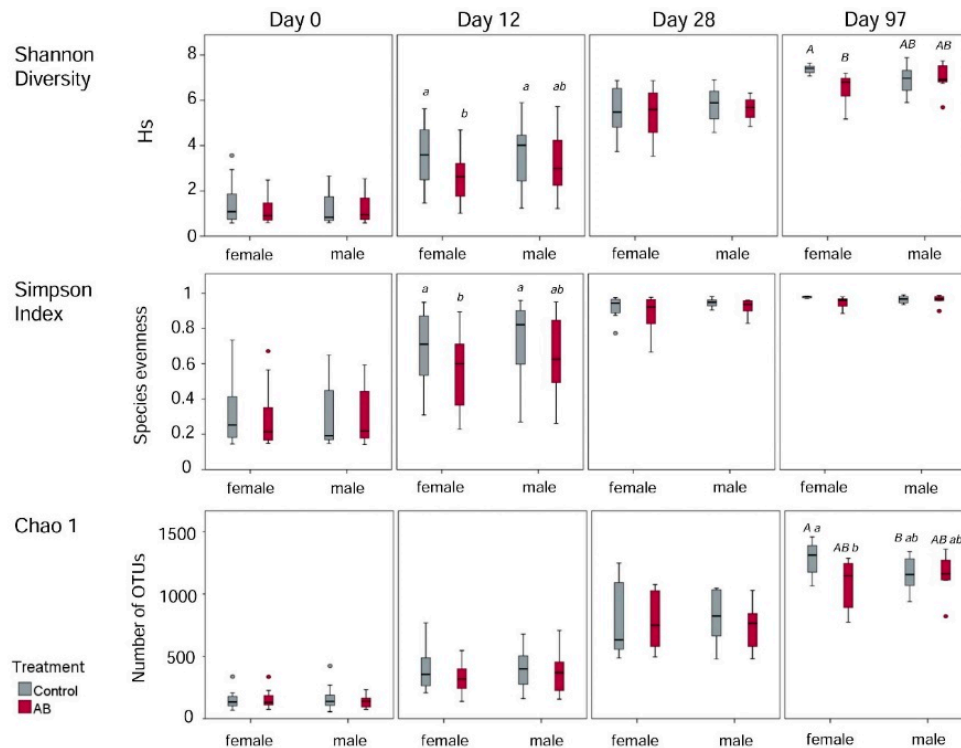 Day 0 Day 12 Day 28 Day 97
Shannon
Diversity
Hs
8
6
4
2
0
a b a ab
A B AB AB
female male female male female male female male
Simpson
Index
Species evenness
1
0.8
0.6
0.4
0.2
0
a b a ab
female male female male female male female male
Chao 1
Number of OTUs
1500
1000
500
0
A a AB b B ab AB ab
Treatment
Control
AB
female male female male female male female male